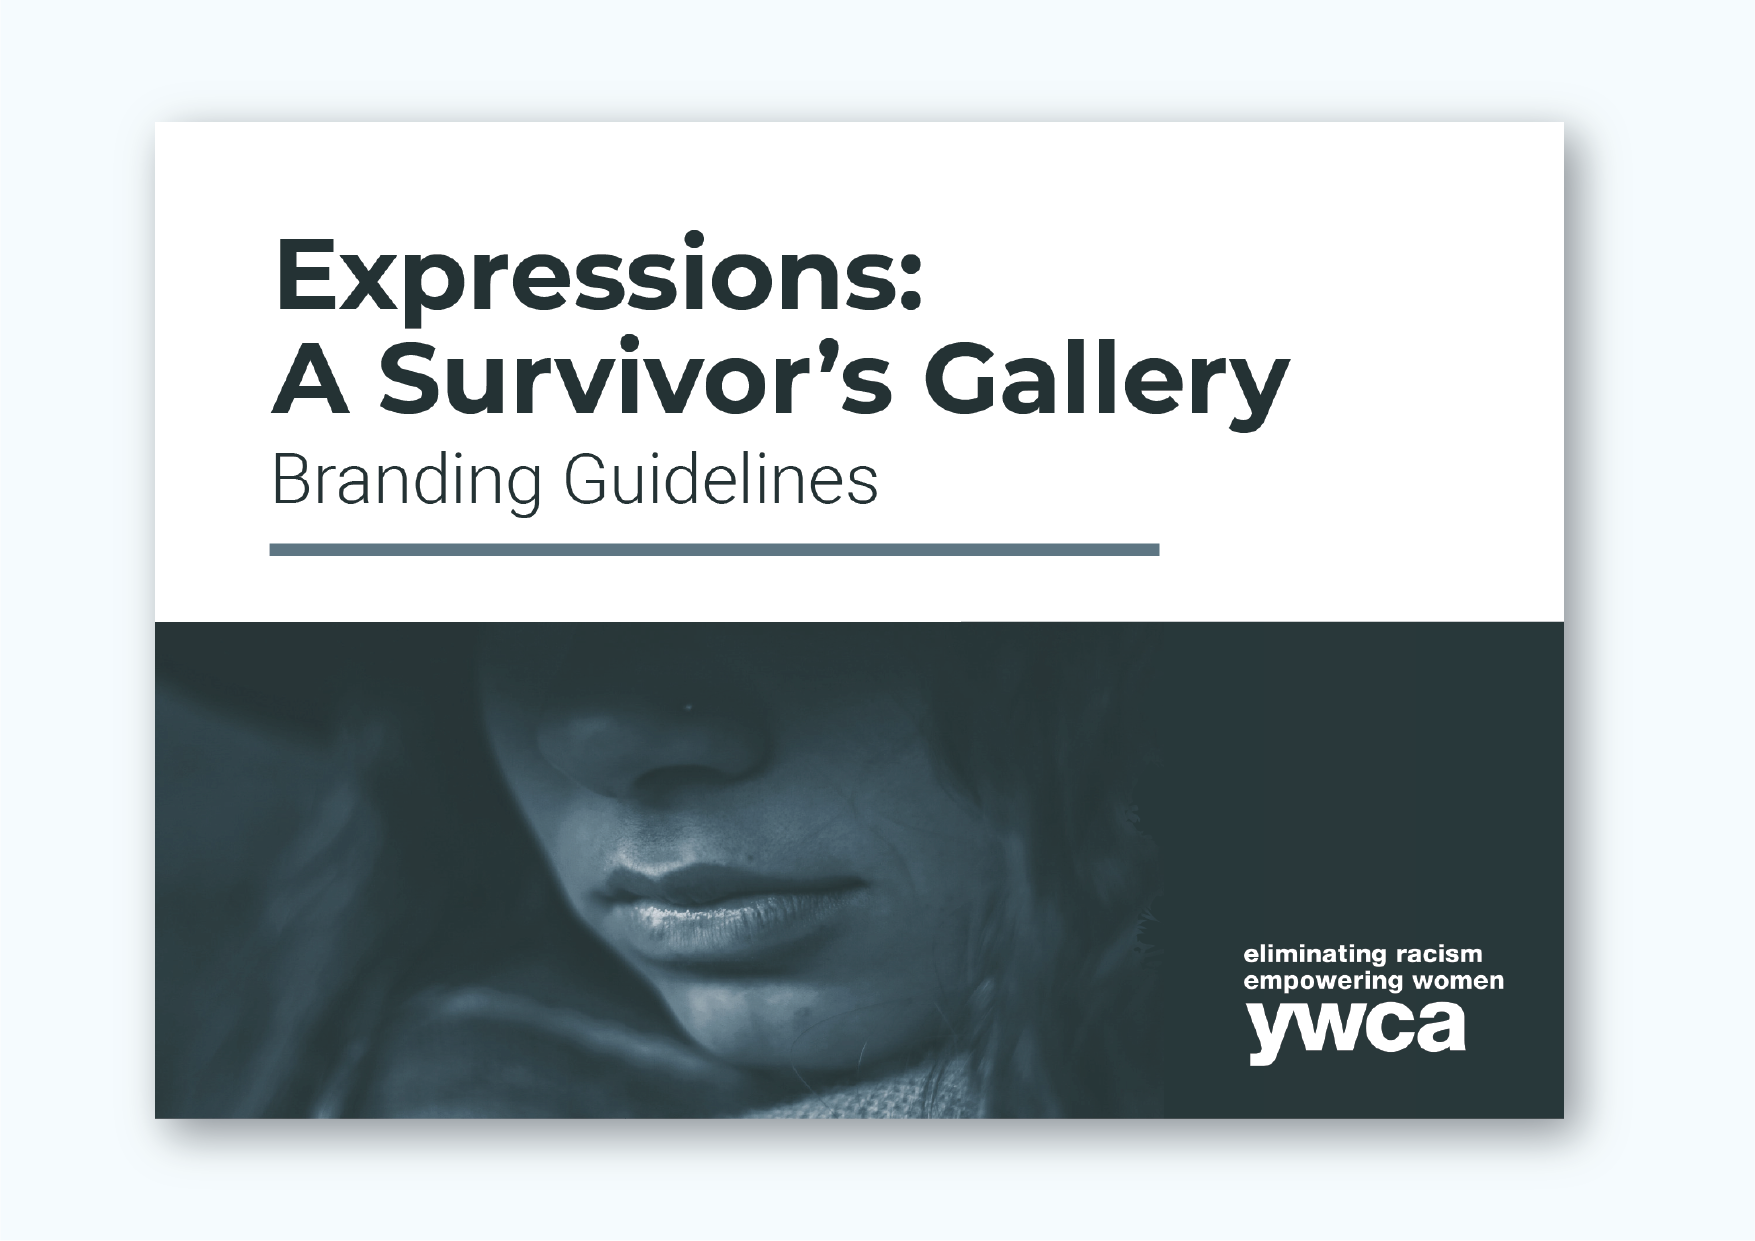 Expressions:
A Survivor’s Gallery
Branding Guidelines
eliminating racism
empowering women
ywca